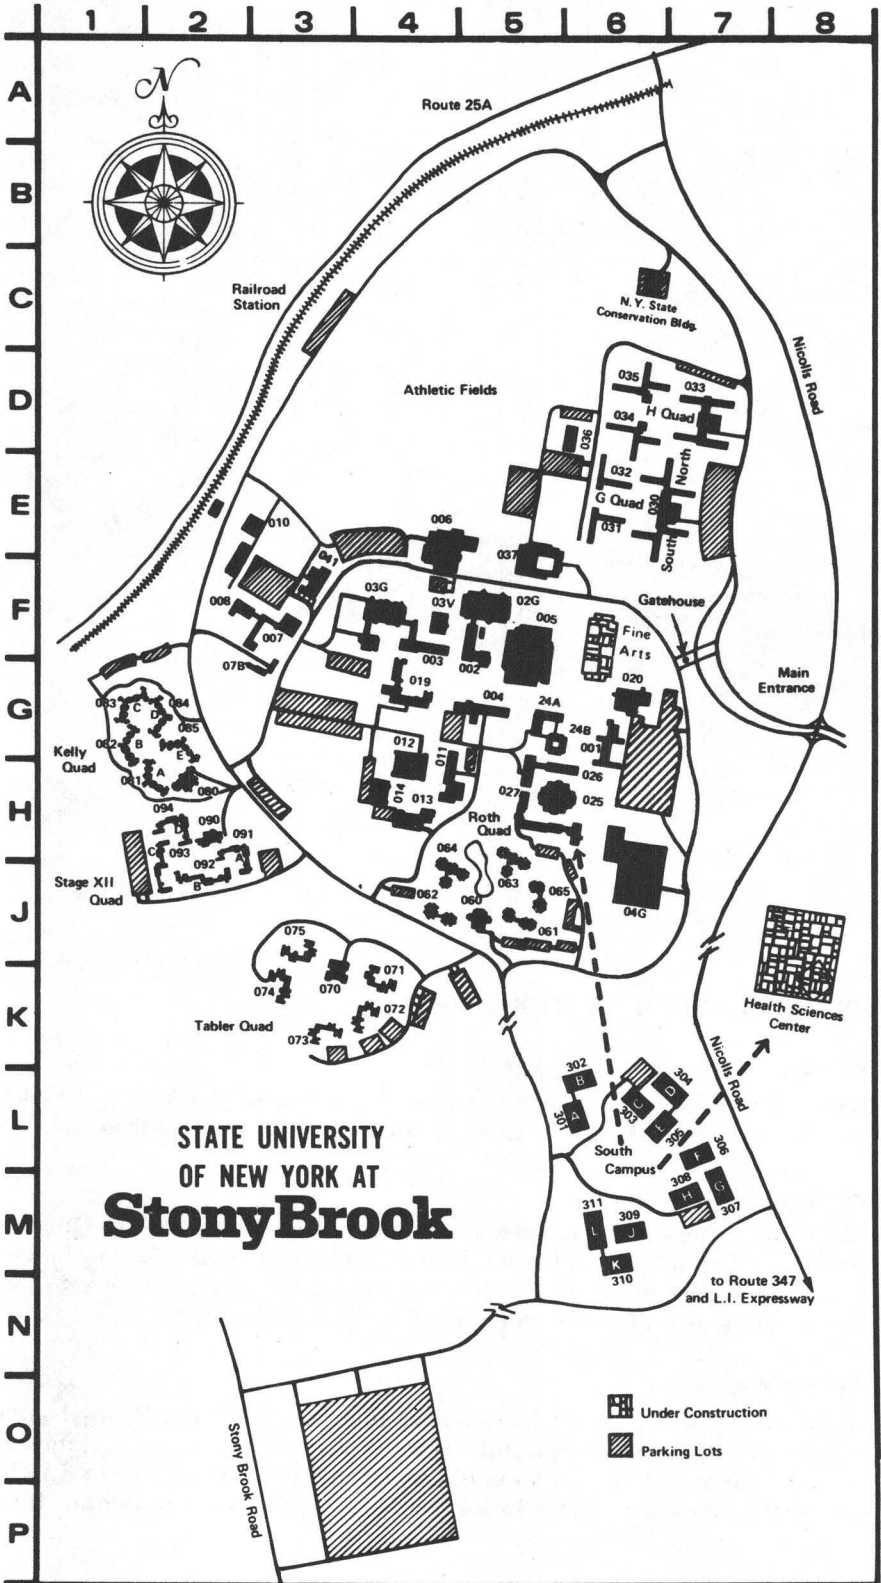 1 2 3 4 5 6 7 8
A
B
C
D
E
F
G
H
J
K
L
M
N
O
P
N
Route 25A
Railroad
Station
N.Y. State
Conservation Bldg.
Nicolls Road
Athletic Fields
035
033
H Quad
034
036
032
North
G Quad
030
031
South
006
010
037
041
03G
03V
02G
005
008
007
003
002
07B
Gatehouse
Fine
Arts
Main
Entrance
019
004
24A
020
24B
001
083
C
084
D
085
082
B
E
Kelly
Quad
A
081
080
012
011
026
027
025
014
013
094
D
090
091
C
093
092
A
B
Stage XII
Quad
Roth
Quad
064
063
062
060
065
061
04G
075
071
074
070
072
073
Tabler Quad
Health Sciences
Center
Nicolls Road
302
B
304
D
C
303
A
301
E
305
306
F
South
Campus
308
H
G
307
311
309
L
J
K
310
STATE UNIVERSITY
OF NEW YORK AT
StonyBrook
to Route 347
and L.I. Expressway
Under Construction
Parking Lots
Stony Brook Road